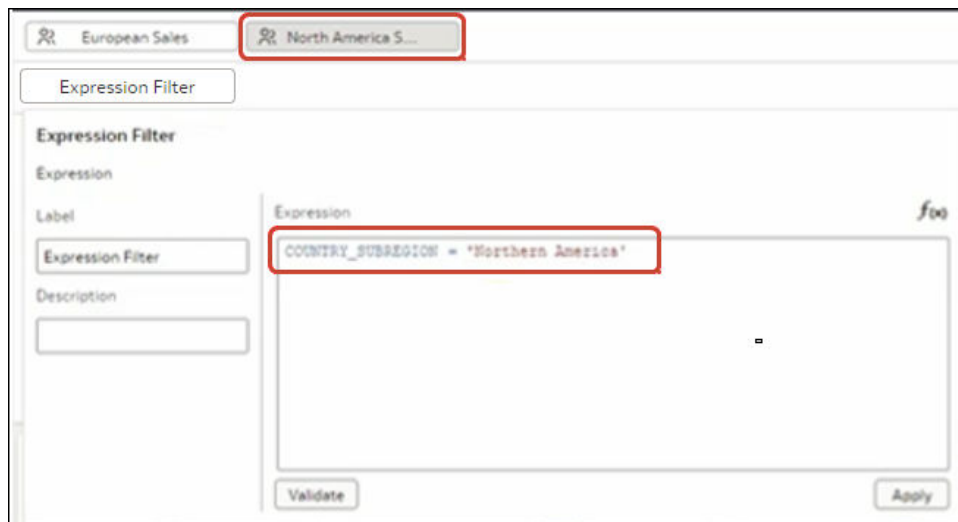 European Sales
North America S...
Expression Filter
Expression Filter
Expression
Label
Expression
f(x)
Expression Filter
COUNTRY_SUBREGION = 'Northern America'
Description
Validate
Apply